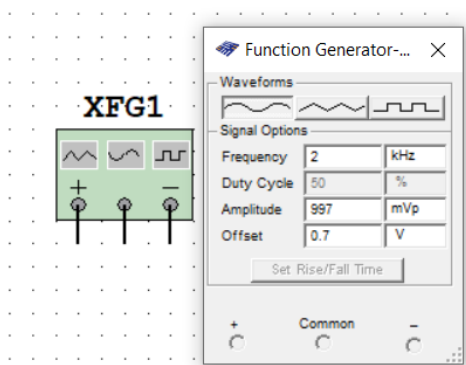 XFG1
+
–
Function Generator-...
Waveforms
Signal Options
Frequency 2 kHz
Duty Cycle 50 %
Amplitude 997 mVp
Offset 0.7 V
Set Rise/Fall Time
+ Common –